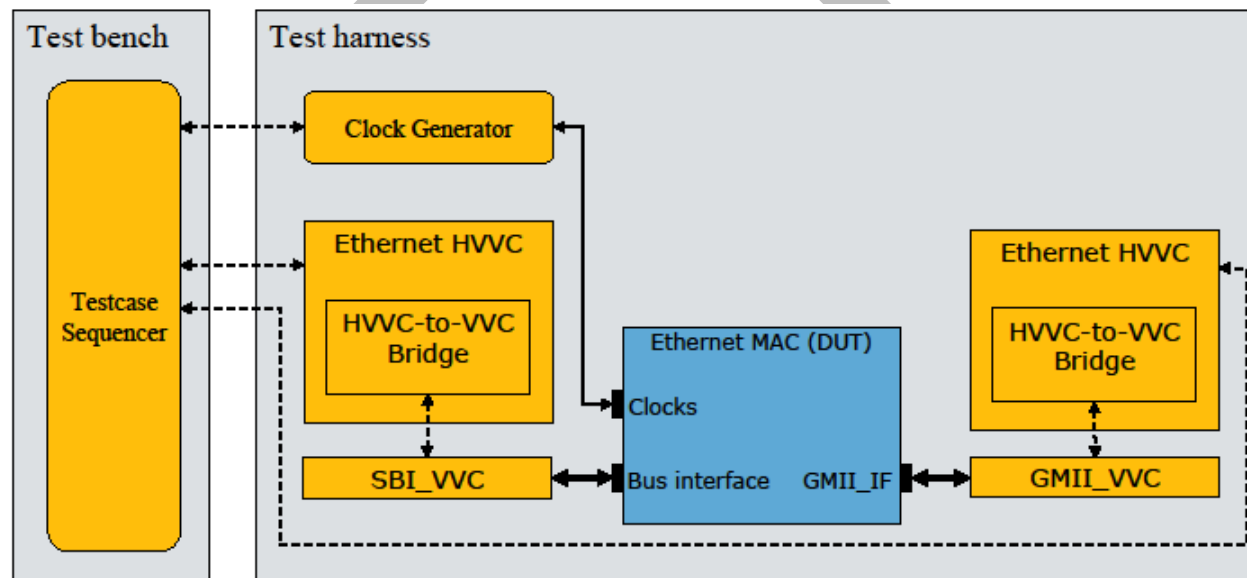 Test bench
Testcase
Sequencer
Test harness
Clock Generator
Ethernet HVVC
HVVC-to-VVC
Bridge
SBI_VVC
Ethernet MAC (DUT)
Clocks
Bus interface
GMII_IF
Ethernet HVVC
HVVC-to-VVC
Bridge
GMII_VVC